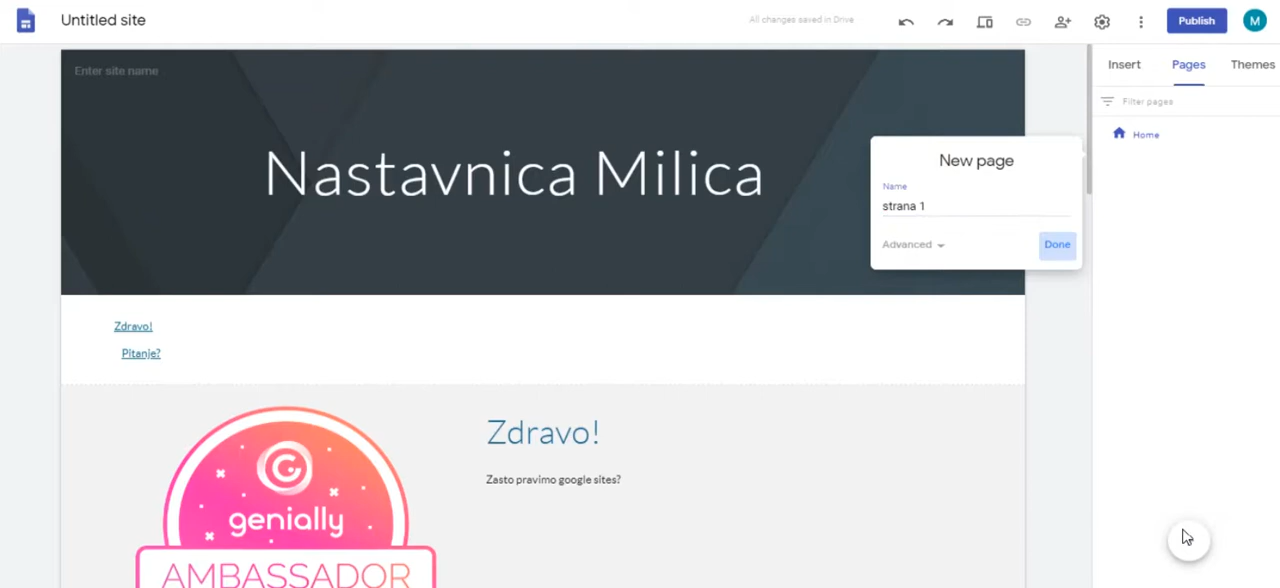 Untitled site
All changes saved in Drive
Publish
M
Enter site name
Insert
Pages
Themes
Filter pages
Home
Nastavnica Milica
New page
Name
strana 1
Advanced
Done
Zdravo!
Pitanje?
Zdravo!
Zasto pravimo google sites?
genially
AMBASSADOR